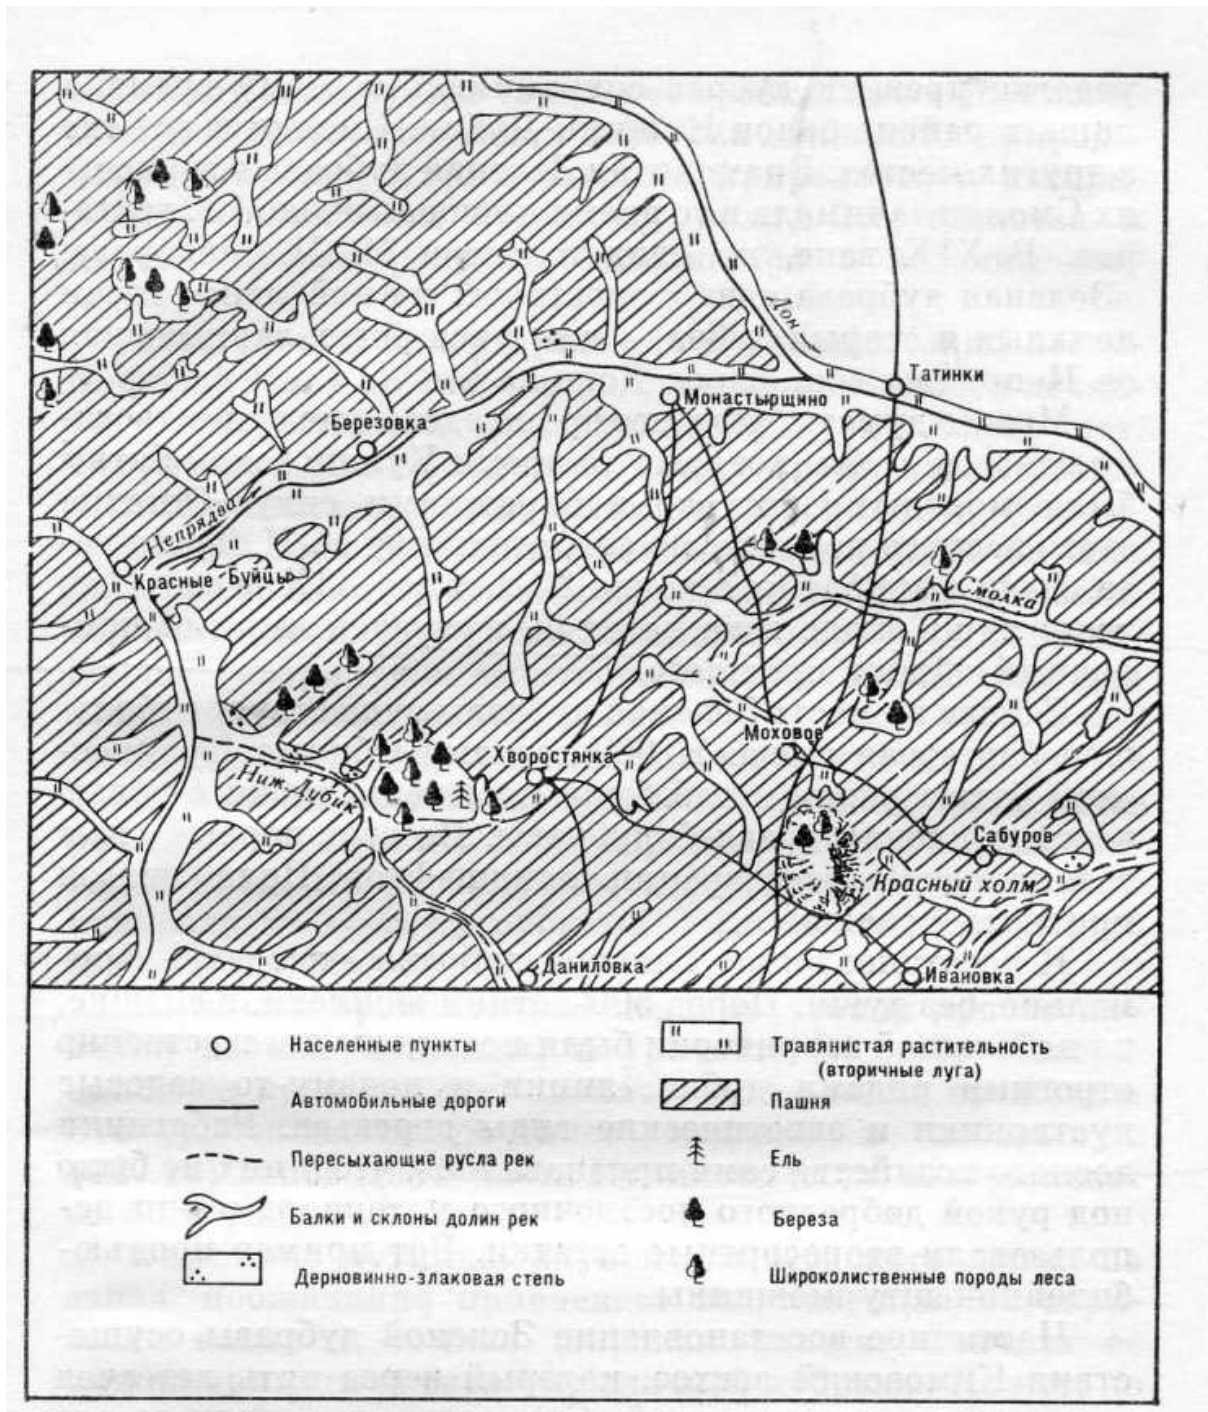 Дон
Татинки
Монастырщино
Березовка
Непрядва
Красные Буйцы
Смолка
Моховое
Хворостянка
Ниж. Дубик
Сабуров
Красный холм
Даниловка
Ивановка
Населенные пункты
Автомобильные дороги
Пересыхающие русла рек
Балки и склоны долин рек
Дерновинно-злаковая степь
Травянистая растительность
(вторичные луга)
Пашня
Ель
Береза
Широколиственные породы леса